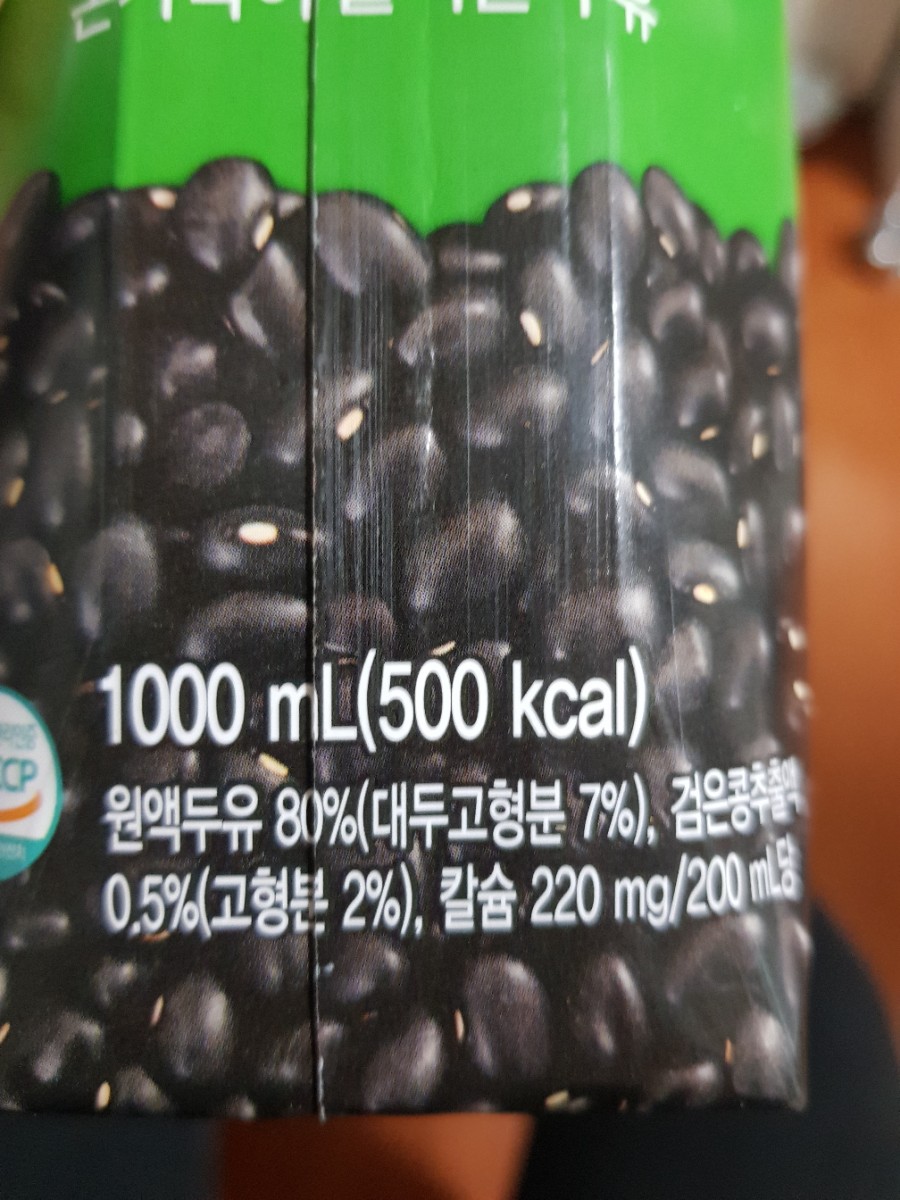 1000 mL(500 kcal)
원액두유 80%(대두고형분 7%), 검은콩추출액
0.5%(고형분 2%), 칼슘 220 mg/200 mL당
CCP